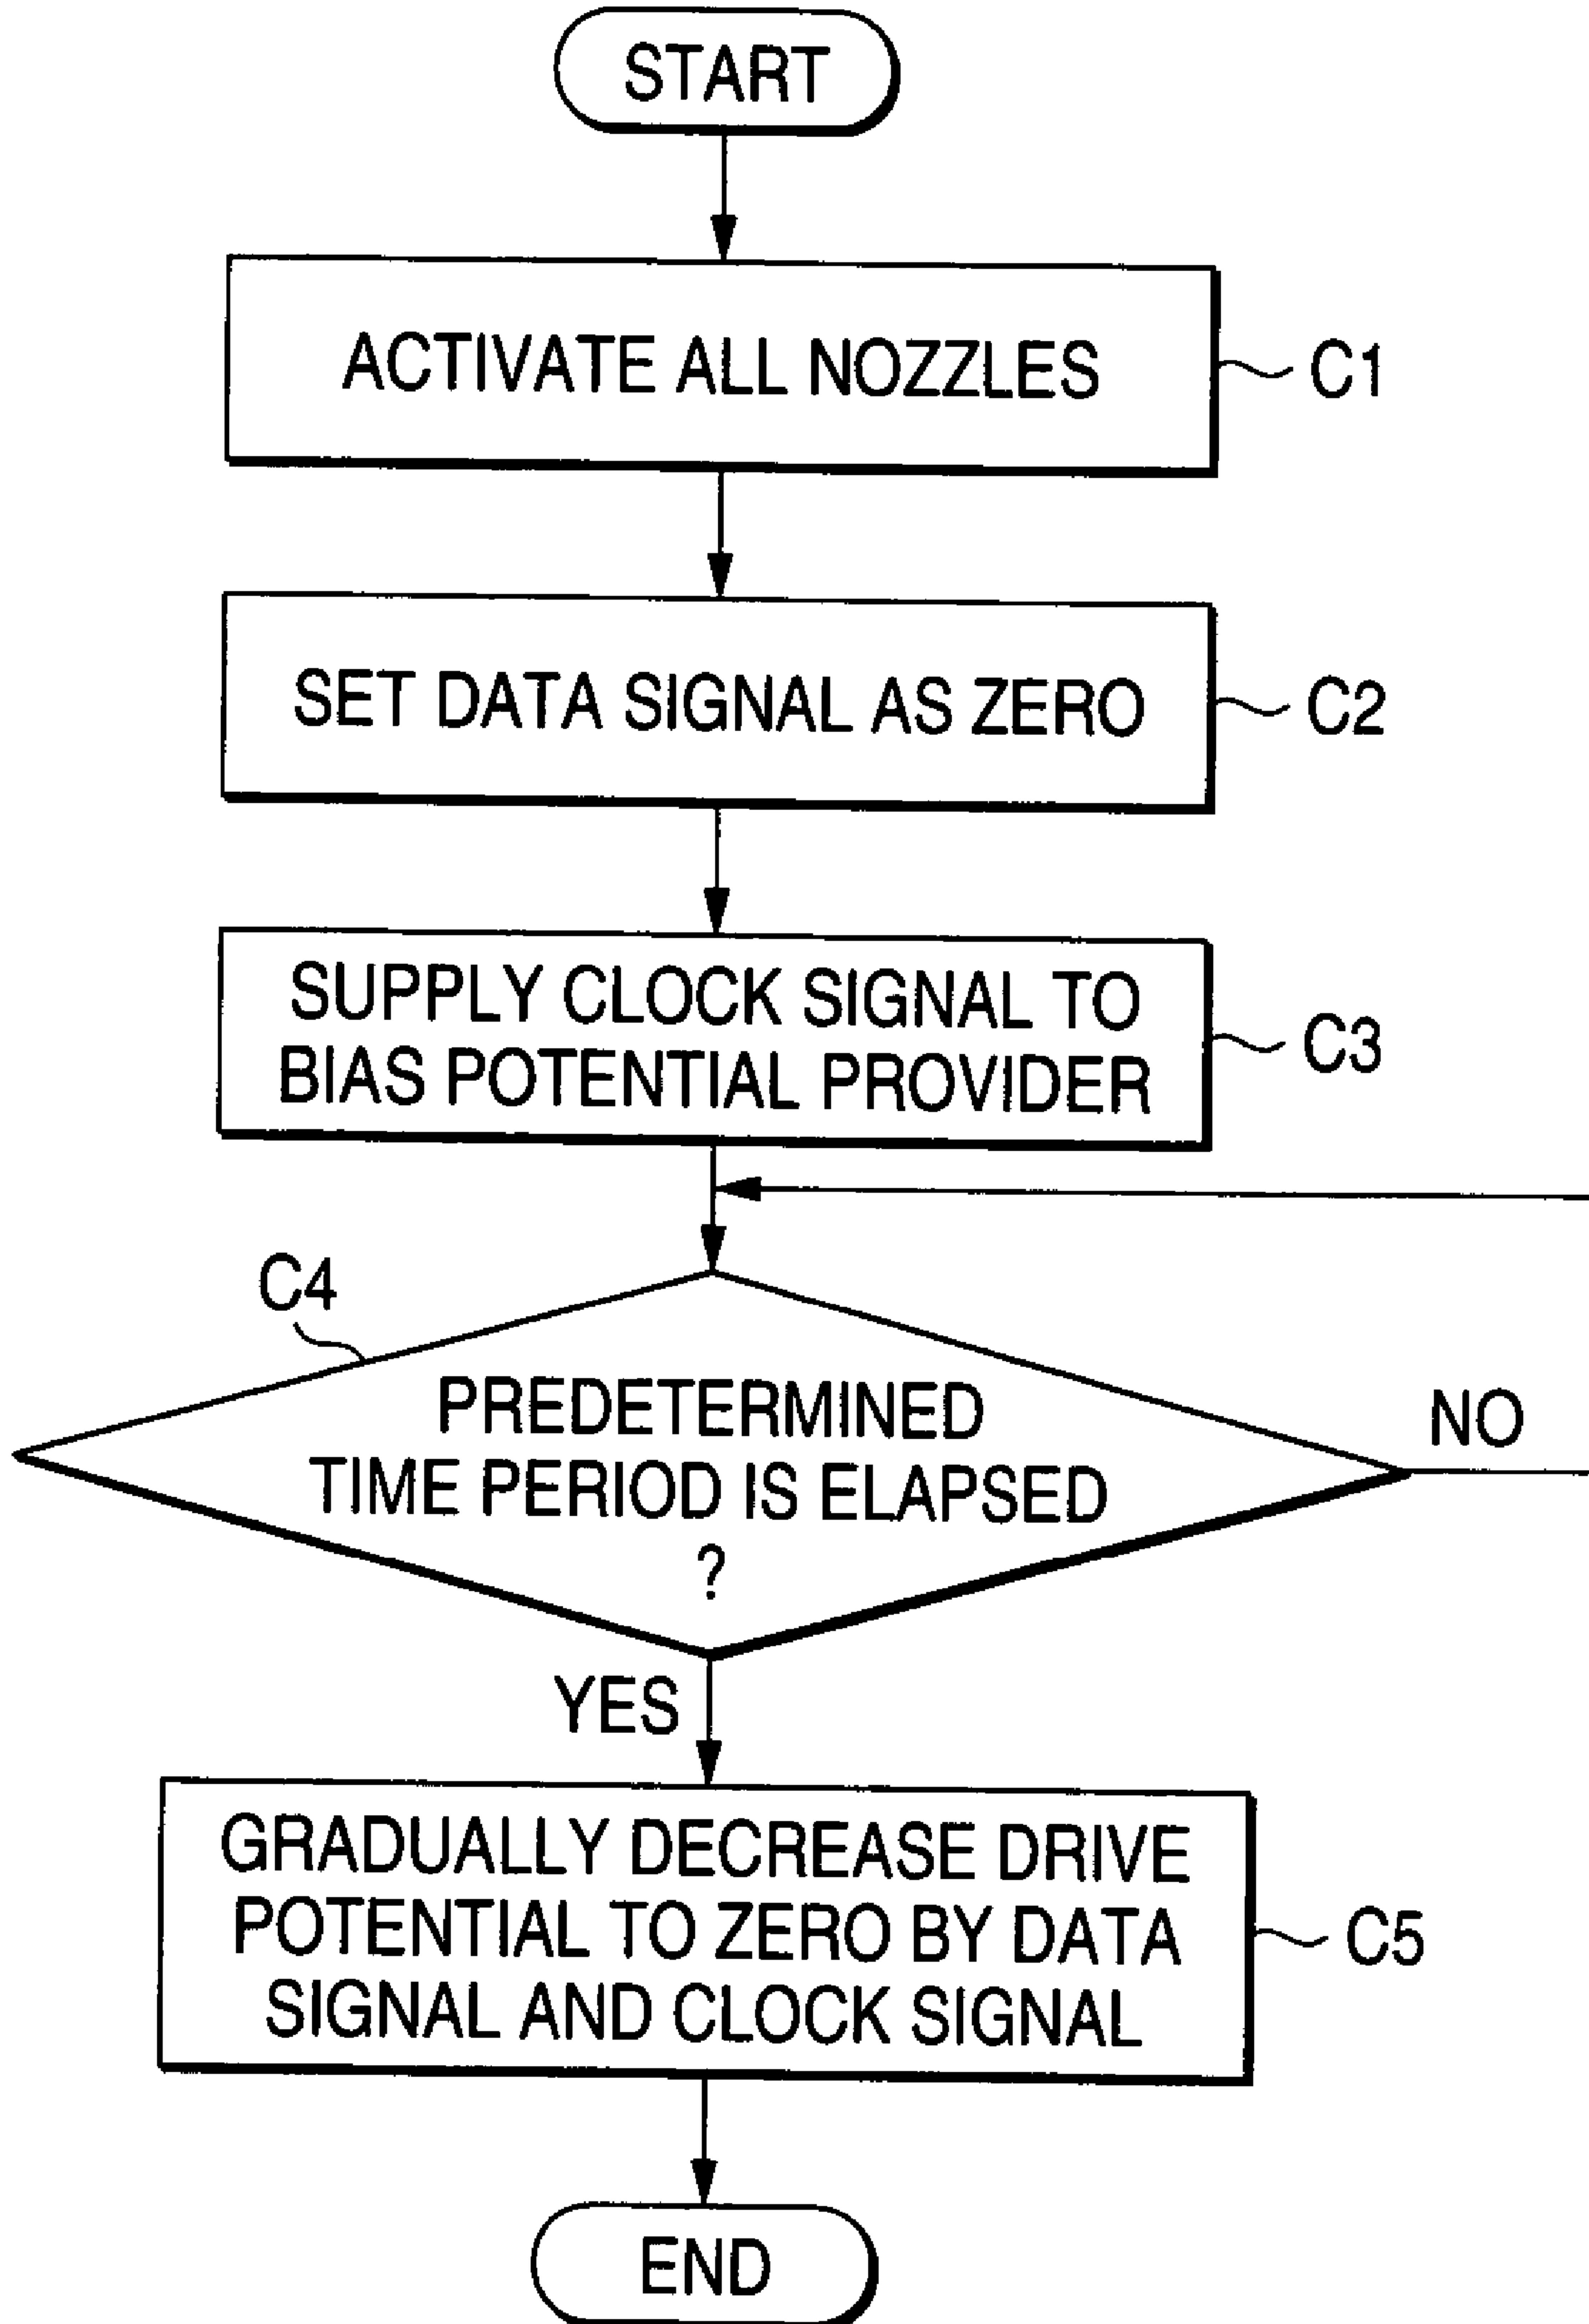 START
ACTIVATE ALL NOZZLES
C1
SET DATA SIGNAL AS ZERO
C2
SUPPLY CLOCK SIGNAL TO
BIAS POTENTIAL PROVIDER
C3
C4
PREDETERMINED
TIME PERIOD IS ELAPSED
?
NO
YES
GRADUALLY DECREASE DRIVE
POTENTIAL TO ZERO BY DATA
SIGNAL AND CLOCK SIGNAL
C5
END